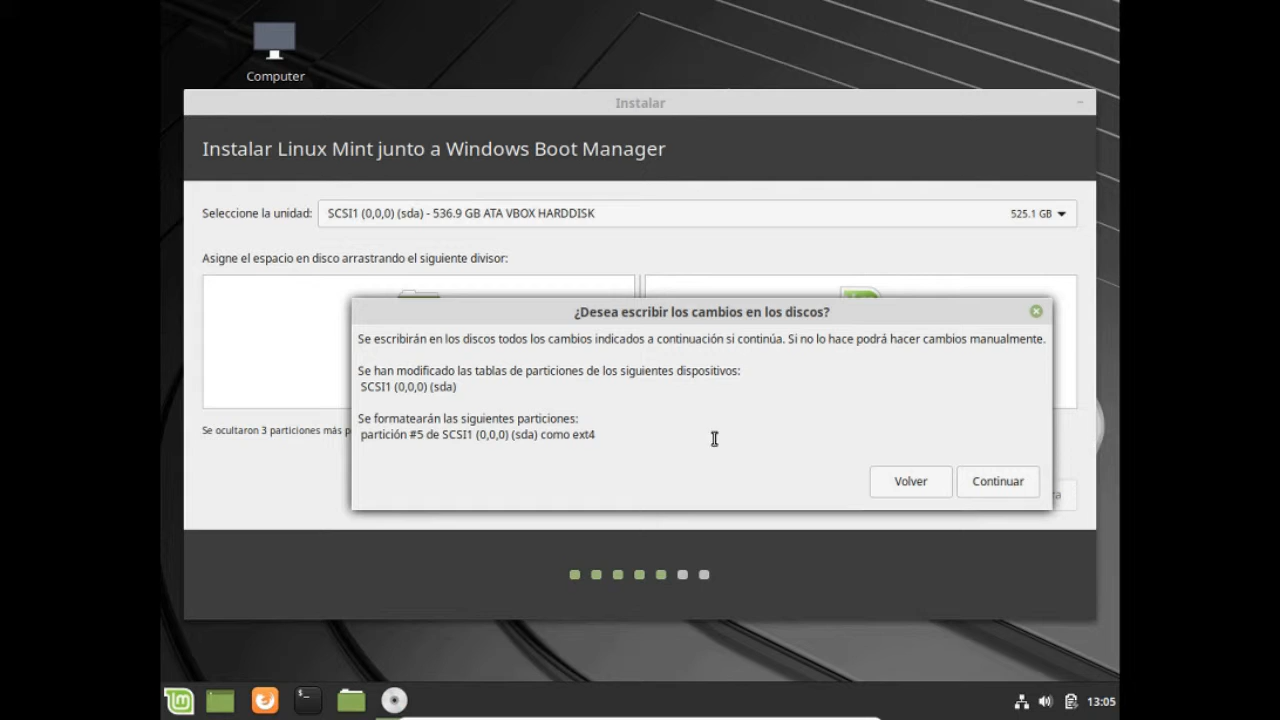 Computer
Instalar
Instalar Linux Mint junto a Windows Boot Manager
Seleccione la unidad: SCSI1 (0,0,0) (sda) - 536.9 GB ATA VBOX HARDDISK 525.1 GB
Asigne el espacio en disco arrastrando el siguiente divisor:
¿Desea escribir los cambios en los discos?
Se escribirán en los discos todos los cambios indicados a continuación si continúa. Si no lo hace podrá hacer cambios manualmente.
Se han modificado las tablas de particiones de los siguientes dispositivos:
SCSI1 (0,0,0) (sda)
Se formatearán las siguientes particiones:
partición #5 de SCSI1 (0,0,0) (sda) como ext4
Se ocultaron 3 particiones más
Volver Continuar
13:05